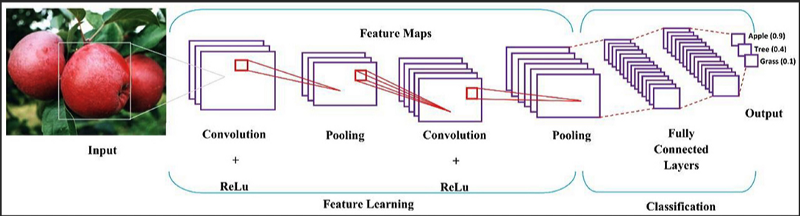 Feature Maps
Apple (0.9)
Tree (0.4)
Grass (0.1)
Output
Input
Convolution
+
ReLu
Pooling
Convolution
+
ReLu
Pooling
Fully
Connected
Layers
Feature Learning
Classification